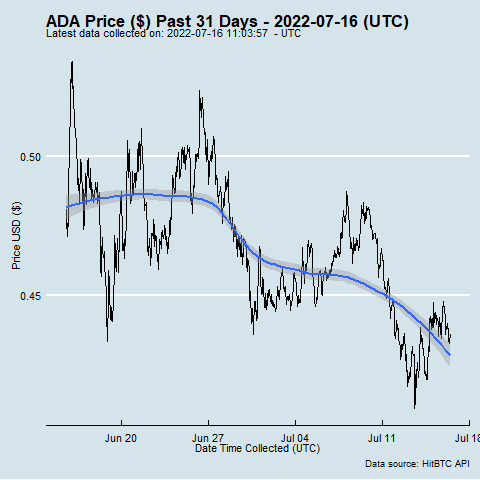 ADA Price ($) Past 31 Days - 2022-07-16 (UTC)
Latest data collected on: 2022-07-16 11:03:57 - UTC
0.50
0.45
Price USD ($)
Jun 20
Jun 27
Jul 04
Jul 11
Jul 18
Date Time Collected (UTC)
Data source: HitBTC API